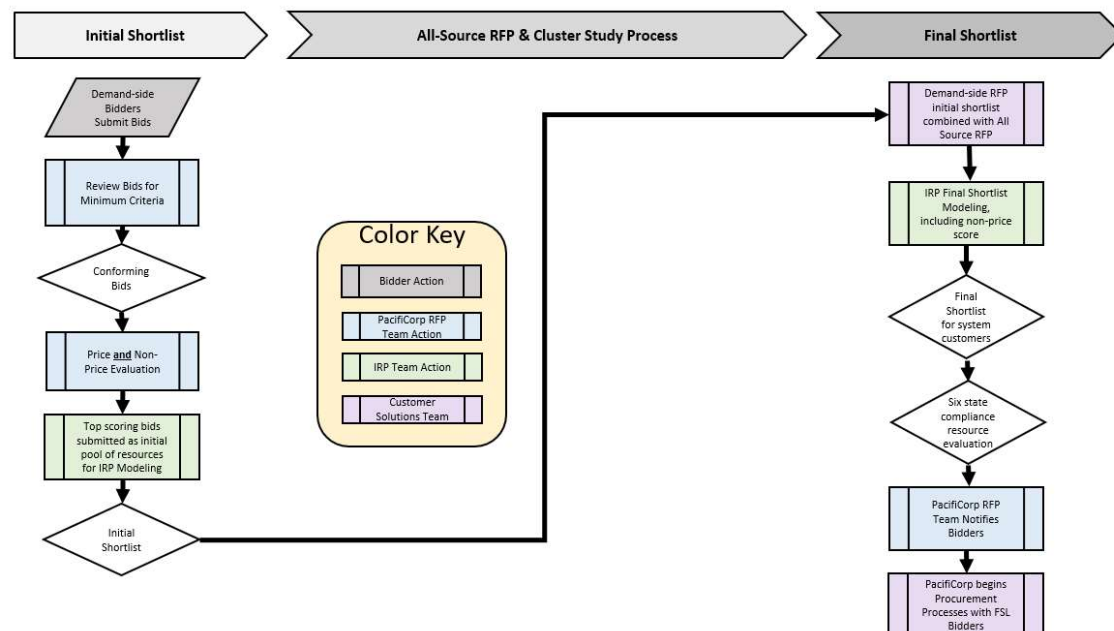 Initial Shortlist
All-Source RFP & Cluster Study Process
Final Shortlist
Demand-side
Bidders
Submit Bids
Review Bids for
Minimum Criteria
Conforming
Bids
Price and Non-
Price Evaluation
Top scoring bids
submitted as initial
pool of resources
for IRP Modeling
Initial
Shortlist
Color Key
Bidder Action
PacifiCorp RFP
Team Action
IRP Team Action
Customer
Solutions Team
Demand-side RFP
initial shortlist
combined with All
Source RFP
IRP Final Shortlist
Modeling,
including non-price
score
Final
Shortlist
for system
customers
Six state
compliance
resource
evaluation
PacifiCorp RFP
Team Notifies
Bidders
PacifiCorp begins
Procurement
Processes with FSL
Bidders